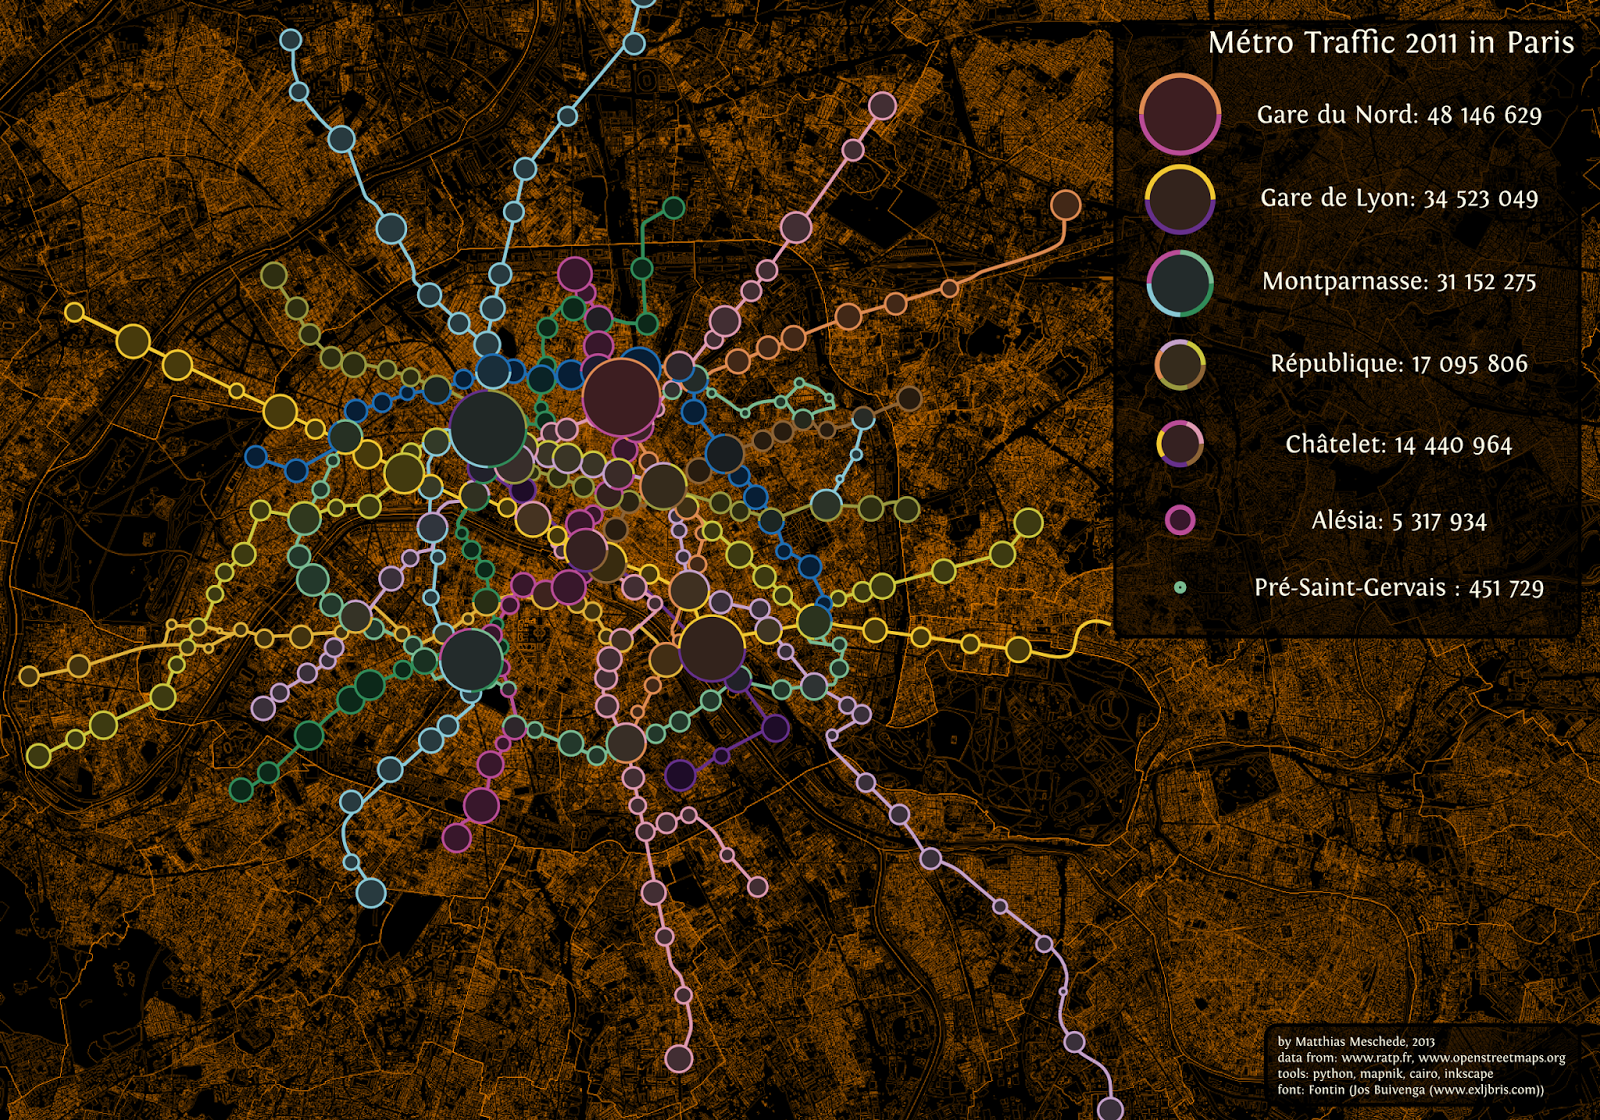 Métro Traffic 2011 in Paris
Gare du Nord: 48 146 629
Gare de Lyon: 34 523 049
Montparnasse: 31 152 275
République: 17 095 806
Châtelet: 14 440 964
Alésia: 5 317 934
Pré-Saint-Gervais : 451 729
by Matthias Meschede, 2013
data from: www.ratp.fr, www.openstreetmaps.org
tools: python, mapnik, cairo, inkscape
font: Fontin (Jos Buivenga (www.exljbris.com))